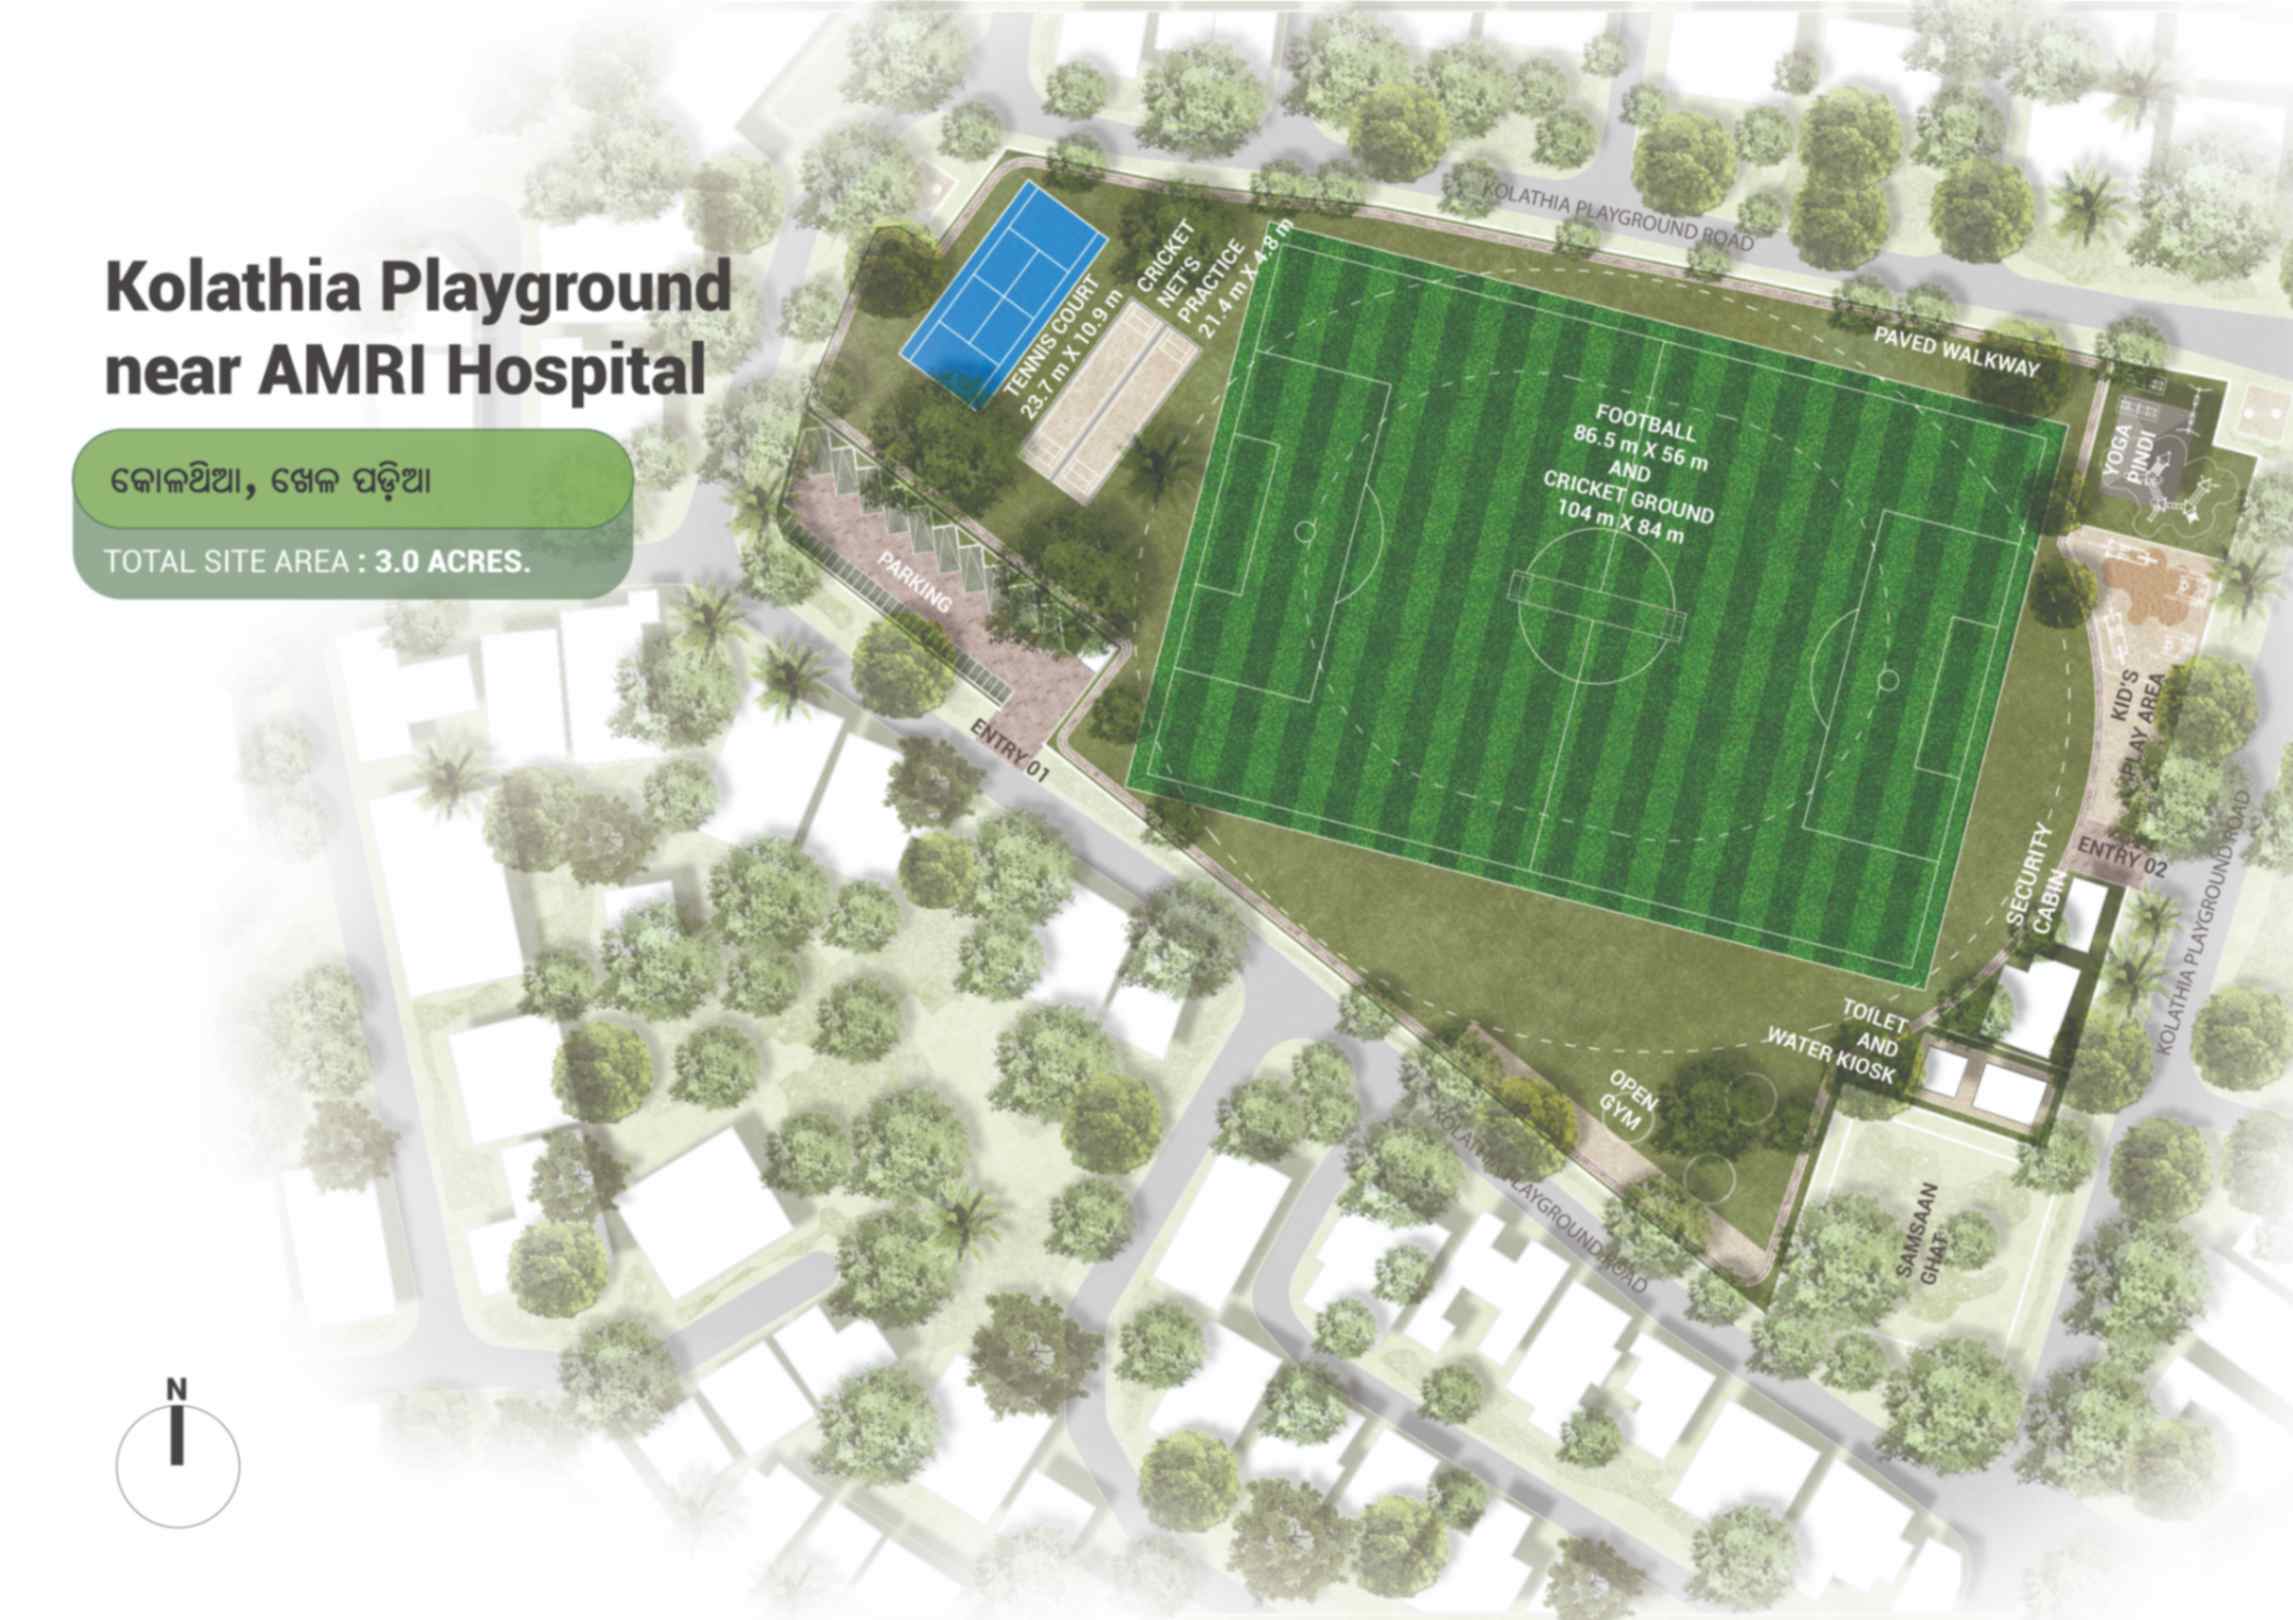 Kolathia Playground
near AMRI Hospital
କୋଳଥିଆ, ଖେଳ ପଡ଼ିଆ
TOTAL SITE AREA : 3.0 ACRES.
KOLATHIA PLAYGROUND ROAD
PAVED WALKWAY
CRICKET
NET'S
PRACTICE
21.4 m X 4.8 m
TENNIS COURT
23.7 m X 10.9 m
FOOTBALL
86.5 m X 56 m
AND
CRICKET GROUND
104 m X 84 m
YOGA
PINDI
PARKING
ENTRY 01
KID'S
PLAY AREA
ENTRY 02
KOLATHIA PLAYGROUND ROAD
SECURITY
CABIN
TOILET
AND
WATER KIOSK
OPEN
GYM
KOLATHIA PLAYGROUND ROAD
SAMSAAN
GHAT
N